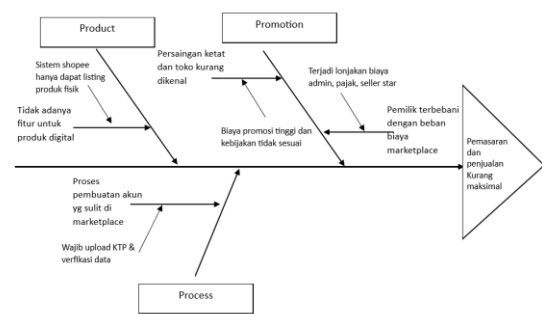 Product
Promotion
Sistem shopee
hanya dapat listing
produk fisik
Tidak adanya
fitur untuk
produk digital
Persaingan ketat
dan toko kurang
dikenal
Biaya promosi tinggi dan
kebijakan tidak sesuai
Terjadi lonjakan biaya
admin, pajak, seller star
Pemilik terbebani
dengan beban
biaya
marketplace
Pemasaran
dan
penjualan
Kurang
maksimal
Proses
pembuatan akun
yg sulit di
marketplace
Wajib upload KTP &
verfikasi data
Process